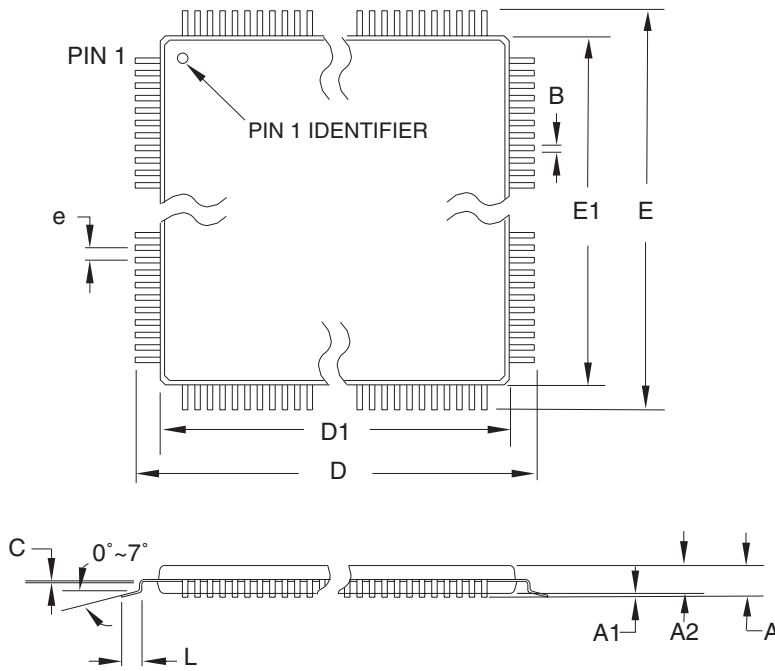 PIN 1
PIN 1 IDENTIFIER
B
e
E1
E
D1
D
C
0°~7°
L
A1
A2
A